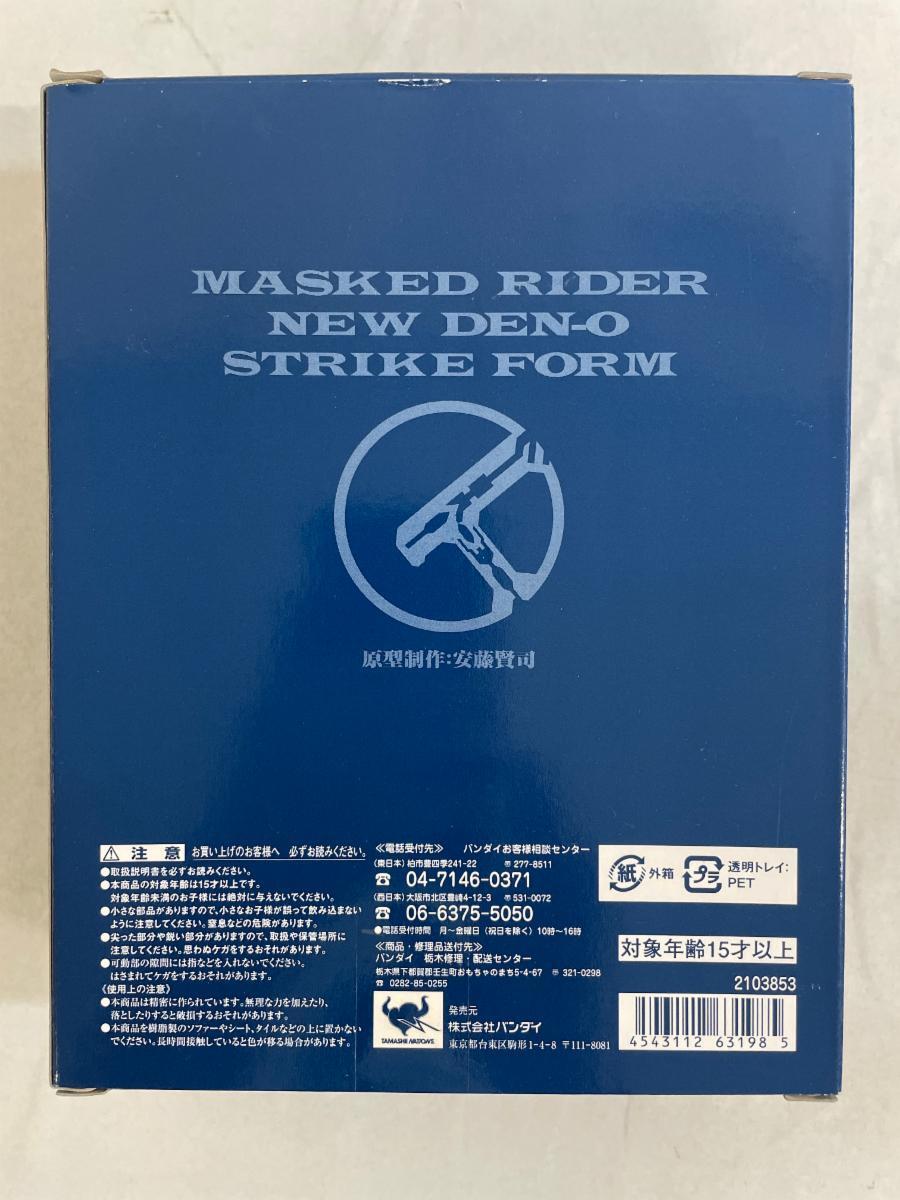 MASKED RIDER
NEW DEN-O
STRIKE FORM
原型制作:安藤賢司
注意 お買い上げのお客様へ 必ずお読みください。
●取扱説明書を必ずお読みください。
●本商品の対象年齢は15才以上です。
対象年齢未満のお子様には絶対に与えないでください。
●小さな部品がありますので、小さなお子様が誤って飲み込まない
ように注意してください。窒息などの危険があります。
●尖った部分や鋭い部分がありますので、取扱や保管場所に
注意してください。思わぬケガをするおそれがあります。
●可動部の隙間には指などを入れないでください。
はさまれてケガをするおそれがあります。
《使用上の注意》
●本商品は精密に作られています。無理な力を加えたり、
落としたりすると破損するおそれがあります。
●本商品を樹脂製のソファーやシート、タイルなどの上に置かない
でください。長時間接触していると色が移る場合があります。
≪電話受付先≫ バンダイお客様相談センター
(東日本) 柏市豊四季241-22 〒277-8511
☎ 04-7146-0371
(西日本) 大阪市北区豊崎4-12-3 〒531-0072
☎ 06-6375-5050
●電話受付時間 月〜金曜日 (祝日を除く) 10時〜16時
≪商品・修理品送付先≫
バンダイ 栃木修理・配送センター
栃木県下都賀郡壬生町おもちゃのまち5-4-67 〒321-0298
☎ 0282-85-0255
TAMASHII NATIONS
発売元
株式会社バンダイ
東京都台東区駒形1-4-8 〒111-8081
紙 外箱 プラ 透明トレイ:
PET
対象年齢15才以上
2103853
4543112 631985